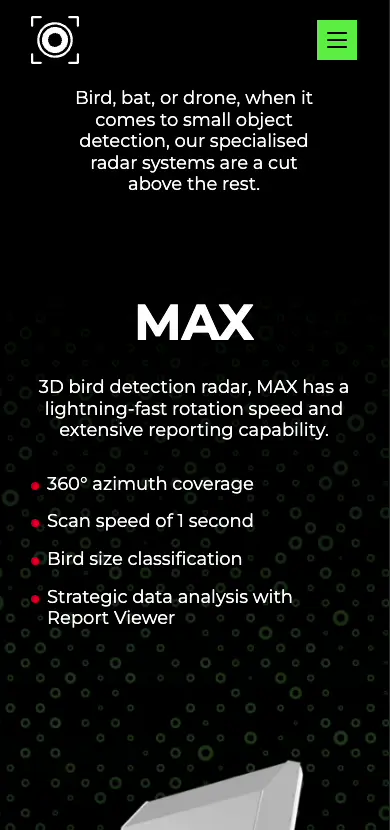 Bird, bat, or drone, when it
comes to small object
detection, our specialised
radar systems are a cut
above the rest.
MAX
3D bird detection radar, MAX has a
lightning-fast rotation speed and
extensive reporting capability.
360° azimuth coverage
Scan speed of 1 second
Bird size classification
Strategic data analysis with
Report Viewer